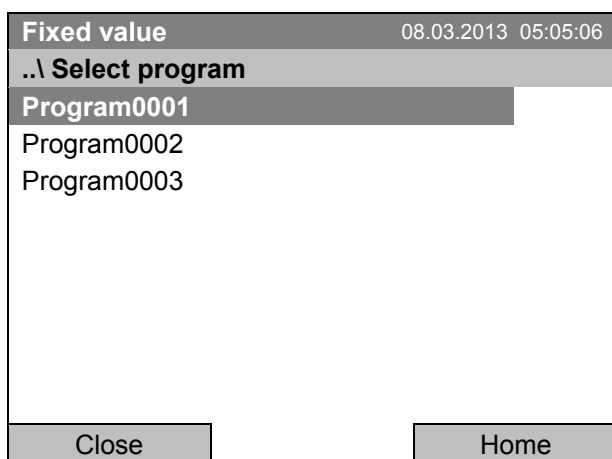 Fixed value 08.03.2013 05:05:06
..\ Select program
Program0001
Program0002
Program0003
Close Home